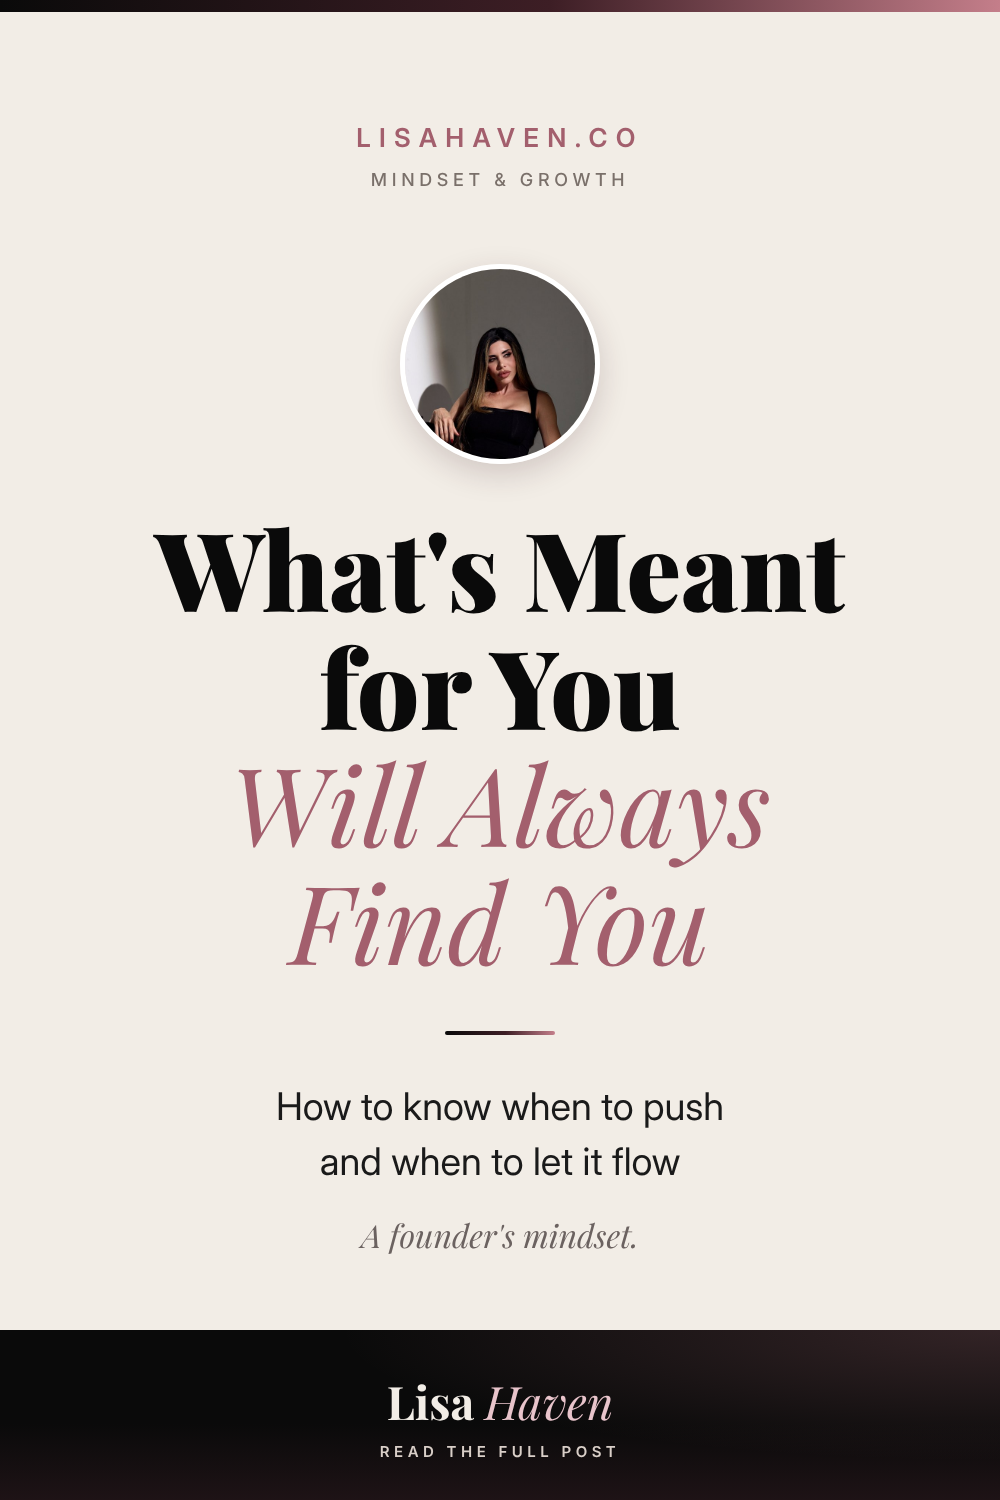 LISAHAVEN.CO
MINDSET & GROWTH
What's Meant
for You
Will Always
Find You
How to know when to push
and when to let it flow
A founder's mindset.
Lisa Haven
READ THE FULL POST